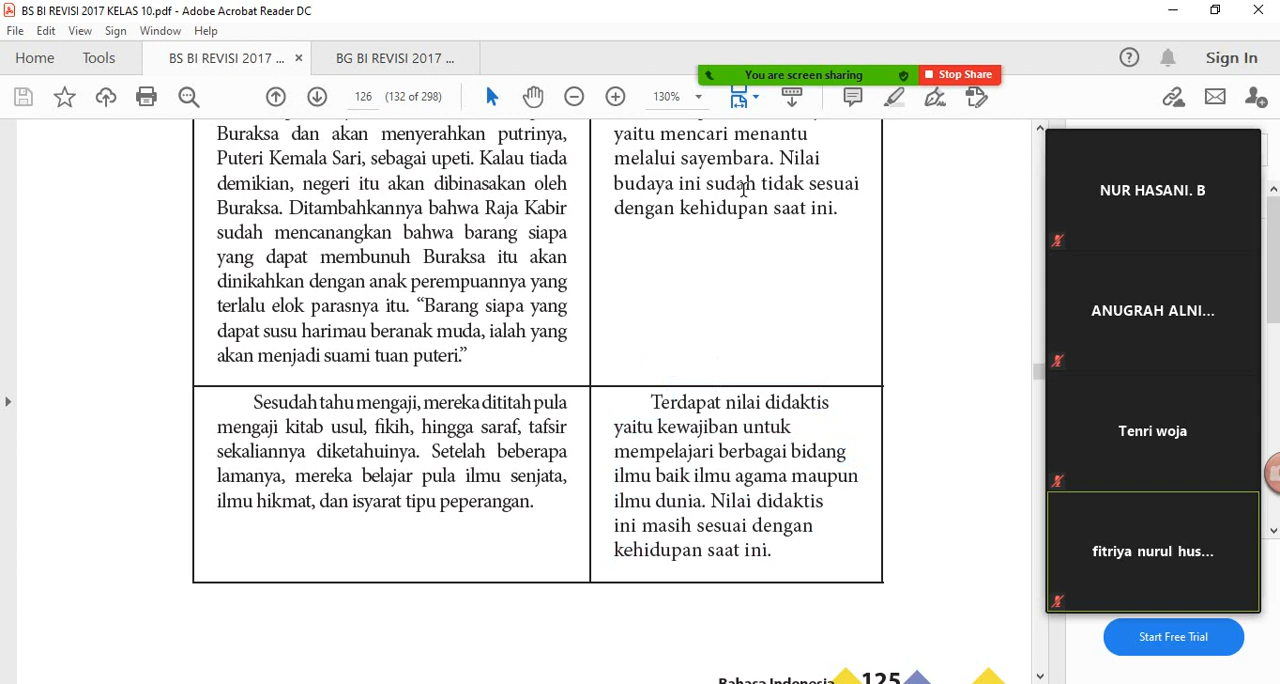 BS BI REVISI 2017 KELAS 10.pdf - Adobe Acrobat Reader DC
File Edit View Sign Window Help
Home Tools BS BI REVISI 2017 ... × BG BI REVISI 2017 ... Sign In
You are screen sharing Stop Share
126 (132 of 298) 130%
Buraksa dan akan menyerahkan putrinya,
Puteri Kemala Sari, sebagai upeti. Kalau tiada
demikian, negeri itu akan dibinasakan oleh
Buraksa. Ditambahkannya bahwa Raja Kabir
sudah mencanangkan bahwa barang siapa
yang dapat membunuh Buraksa itu akan
dinikahkan dengan anak perempuannya yang
terlalu elok parasnya itu. “Barang siapa yang
dapat susu harimau beranak muda, ialah yang
akan menjadi suami tuan puteri.”
yaitu mencari menantu
melalui sayembara. Nilai
budaya ini sudah tidak sesuai
dengan kehidupan saat ini.
Sesudah tahu mengaji, mereka dititah pula
mengaji kitab usul, fikih, hingga saraf, tafsir
sekaliannya diketahuinya. Setelah beberapa
lamanya, mereka belajar pula ilmu senjata,
ilmu hikmat, dan isyarat tipu peperangan.
Terdapat nilai didaktis
yaitu kewajiban untuk
mempelajari berbagai bidang
ilmu baik ilmu agama maupun
ilmu dunia. Nilai didaktis
ini masih sesuai dengan
kehidupan saat ini.
Bahasa Indonesia 125
NUR HASANI. B
ANUGRAH ALNI...
Tenri woja
fitriya nurul hus...
Start Free Trial